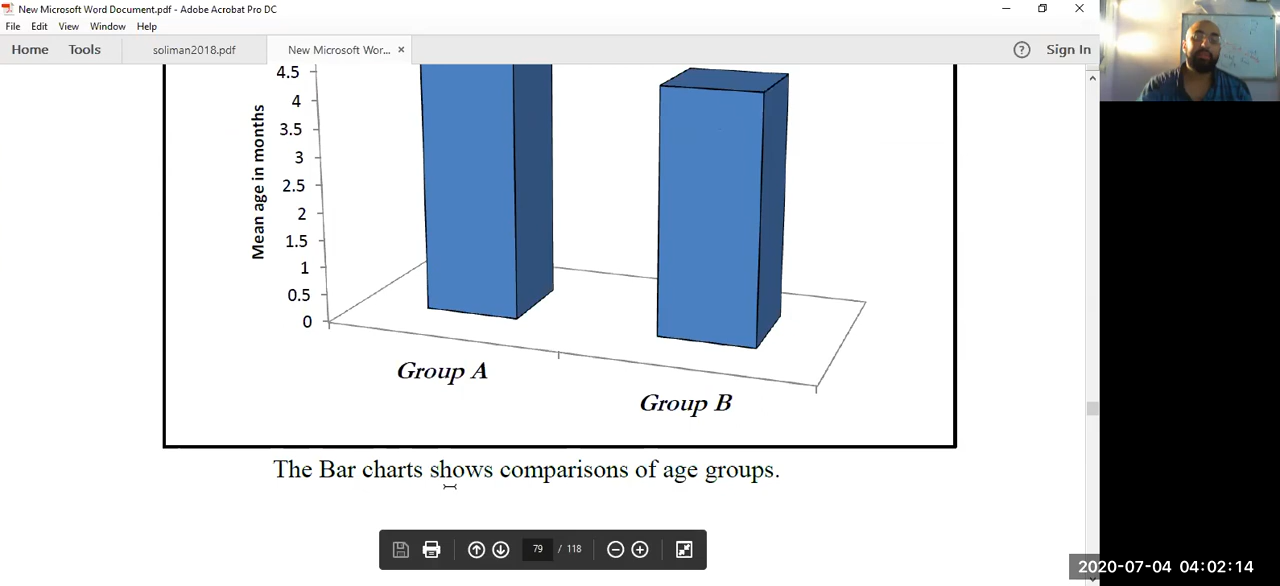 New Microsoft Word Document.pdf - Adobe Acrobat Pro DC
File Edit View Window Help
Home Tools soliman2018.pdf New Microsoft Wor... × ? Sign In
4.5
4
3.5
3
2.5
2
1.5
1
0.5
0
Mean age in months
Group A
Group B
The Bar charts shows comparisons of age groups.
79 / 118
2020-07-04 04:02:14